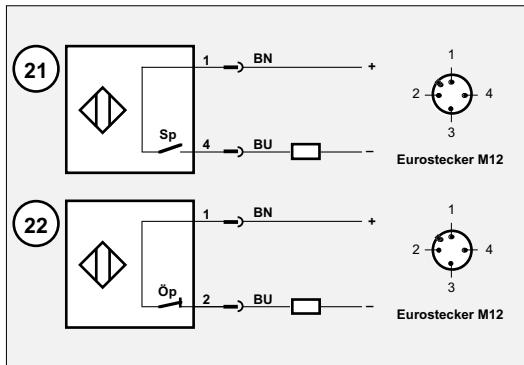 21
1 BN +
Sp
4 BU –
1
2 4
3
Eurostecker M12
22
1 BN +
Öp
2 BU –
1
2 4
3
Eurostecker M12